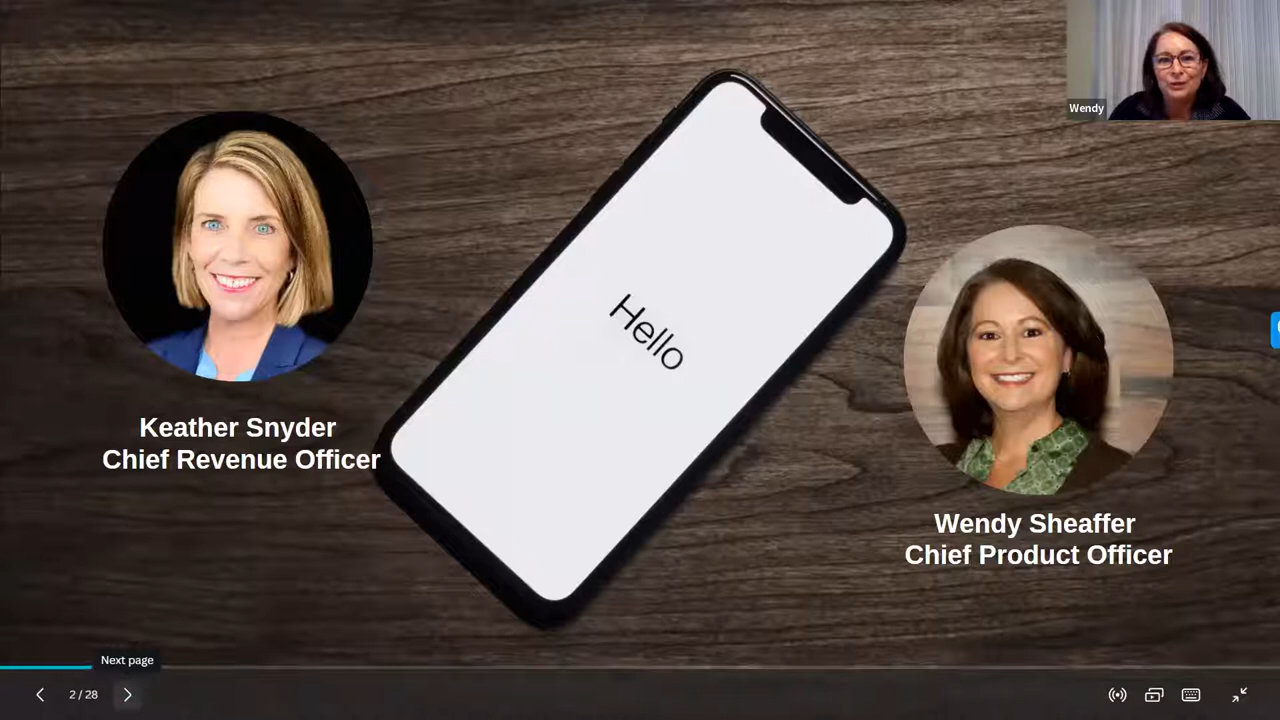 Wendy
Hello
Keather Snyder
Chief Revenue Officer
Wendy Sheaffer
Chief Product Officer
Next page
2 / 28